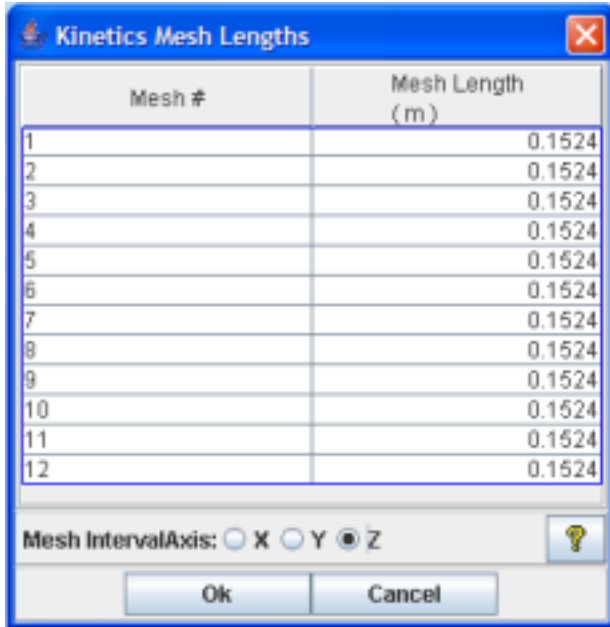 Kinetics Mesh Lengths
Mesh # Mesh Length
(m)
1 0.1524
2 0.1524
3 0.1524
4 0.1524
5 0.1524
6 0.1524
7 0.1524
8 0.1524
9 0.1524
10 0.1524
11 0.1524
12 0.1524
Mesh IntervalAxis: X Y Z ?
Ok Cancel